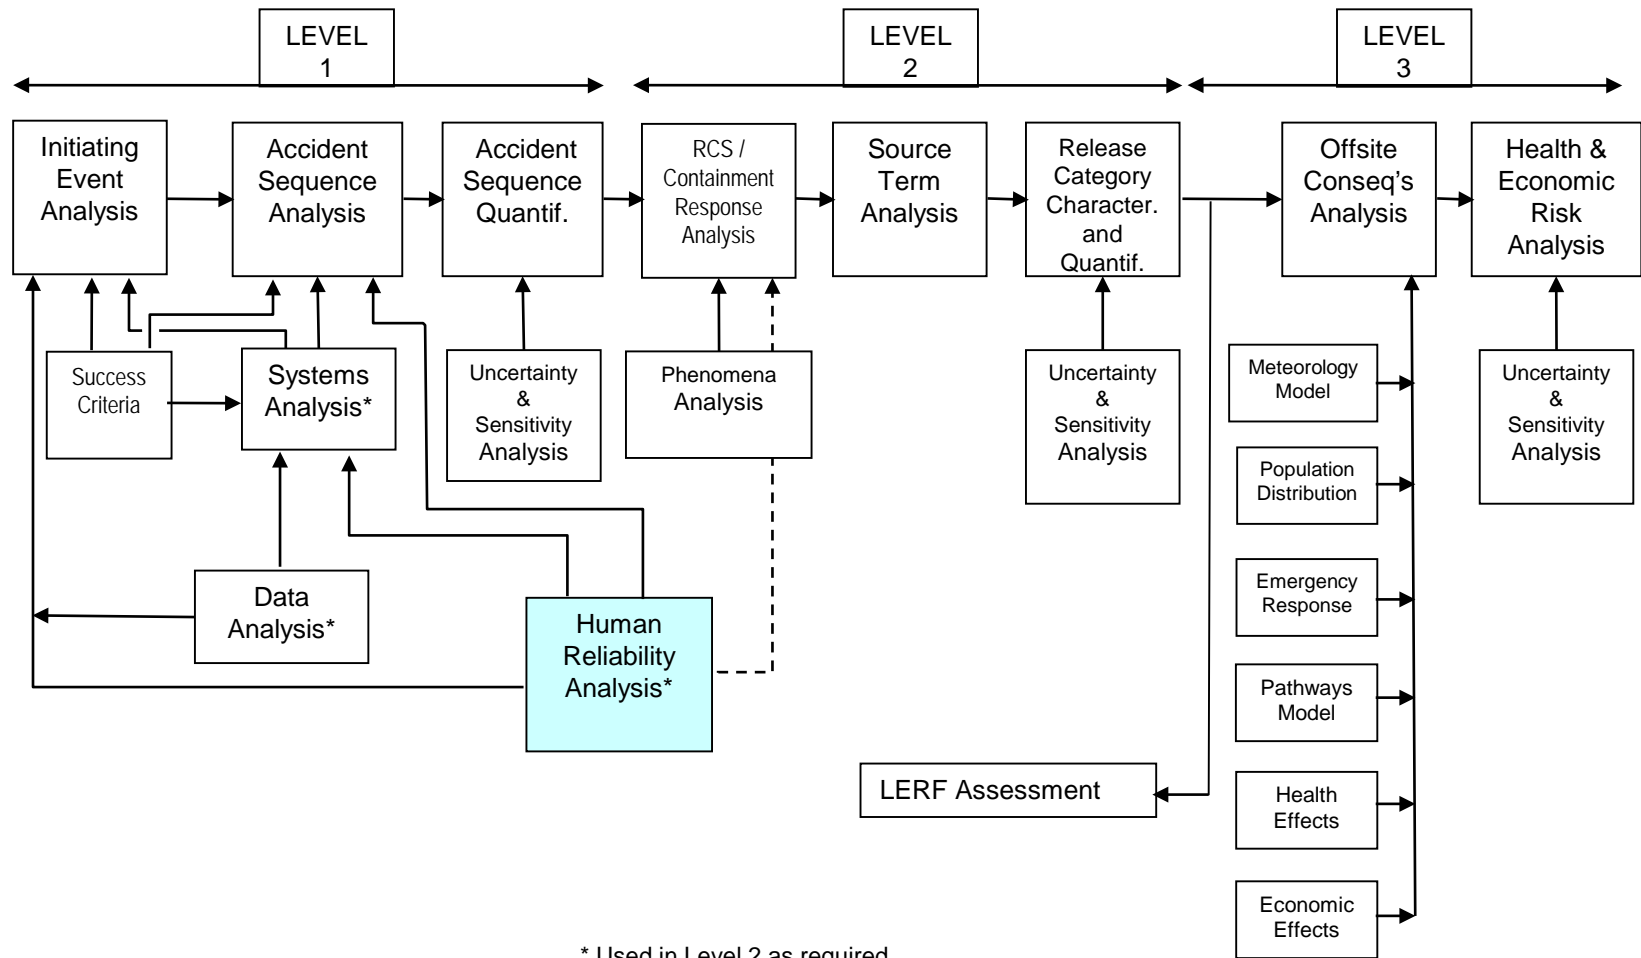 LEVEL
1
LEVEL
2
LEVEL
3
Initiating
Event
Analysis
Accident
Sequence
Analysis
Accident
Sequence
Quantif.
RCS /
Containment
Response
Analysis
Source
Term
Analysis
Release
Category
Character.
and
Quantif.
Offsite
Conseq's
Analysis
Health &
Economic
Risk
Analysis
Success
Criteria
Systems
Analysis*
Uncertainty
&
Sensitivity
Analysis
Phenomena
Analysis
Uncertainty
&
Sensitivity
Analysis
Meteorology
Model
Uncertainty
&
Sensitivity
Analysis
Population
Distribution
Data
Analysis*
Human
Reliability
Analysis*
Emergency
Response
Pathways
Model
LERF Assessment
Health
Effects
Economic
Effects
* Used in Level 2 as required